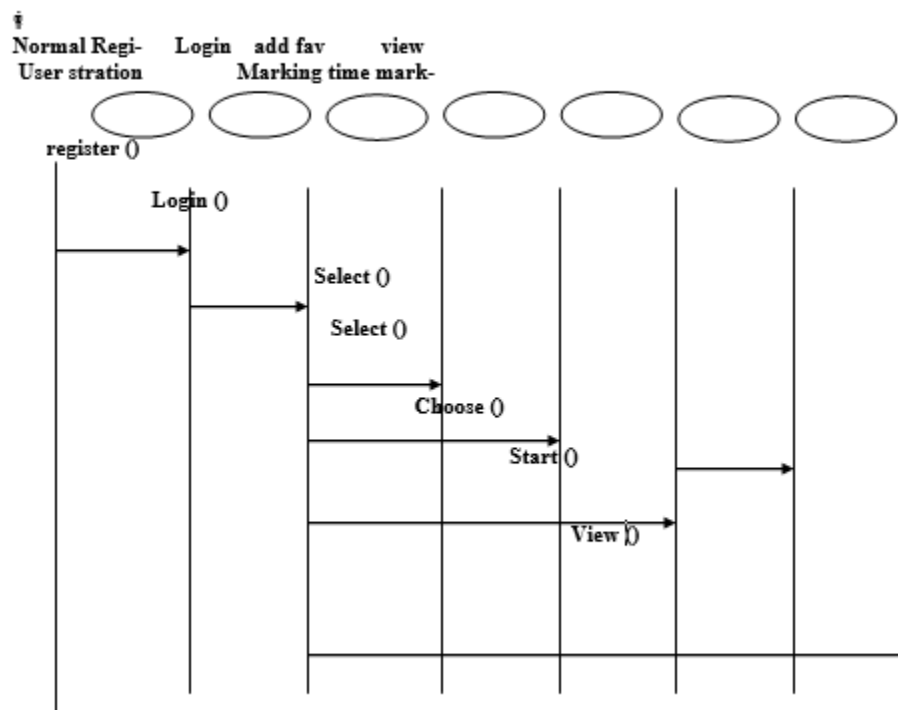 Normal Regi- Login add fav view
User stration Marking time mark-
register ()
Login ()
Select ()
Select ()
Choose ()
Start ()
View ()